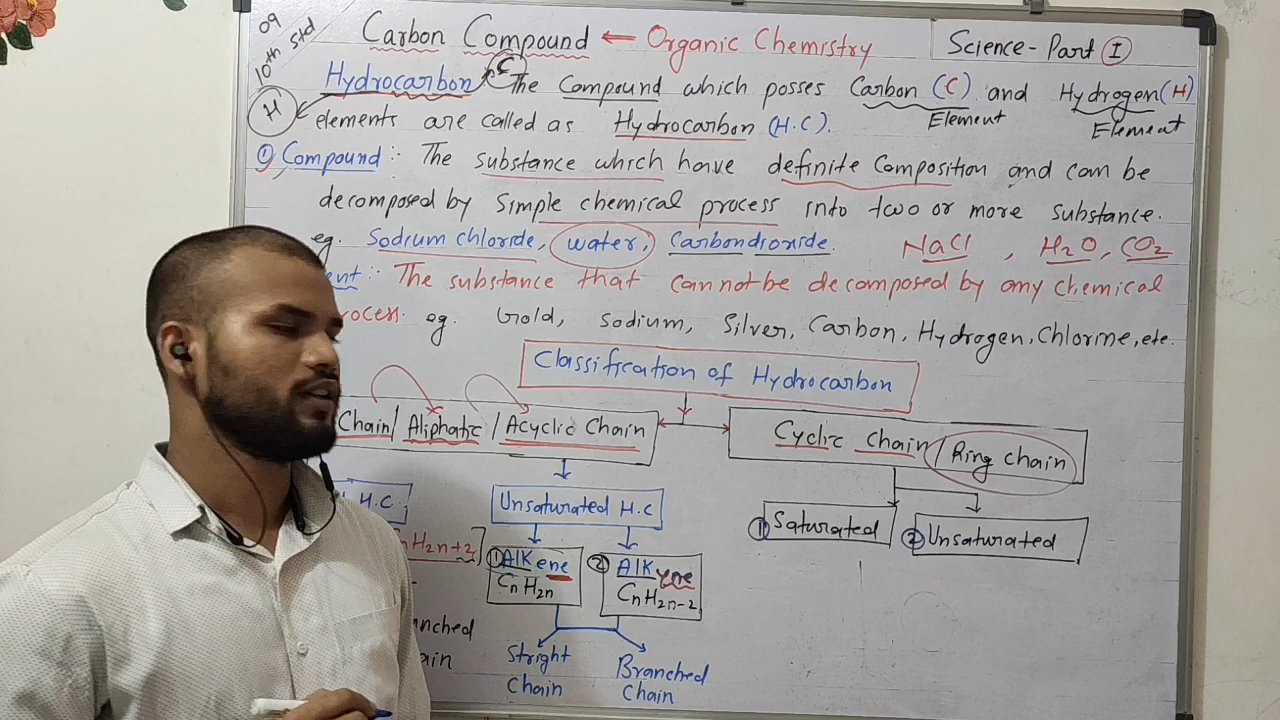 09
10th std
Carbon Compound ← Organic Chemistry
Science - Part I
Hydrocarbon C The Compound which posses Carbon (C) and Hydrogen (H)
H elements are called as Hydrocarbon (H.C). Element Element
① Compound :- The substance which have definite Composition and can be
decomposed by simple chemical process into two or more substance.
eg. Sodium chloride, water, Carbondioxide. NaCl , H2O, CO2
ent :- The substance that cannot be decomposed by any chemical
rocess. eg. Gold, Sodium, Silver, Carbon, Hydrogen, Chlorine, etc.
Classification of Hydrocarbon
Chain / Aliphatic / Acyclic Chain
Cyclic chain / Ring chain
H.C.
Unsaturated H.C
① Saturated
② Unsaturated
nH2n+2]
① AlKene
CnH2n
② AlKyne
CnH2n-2
nched
ain
Stright
Chain
Branched
Chain